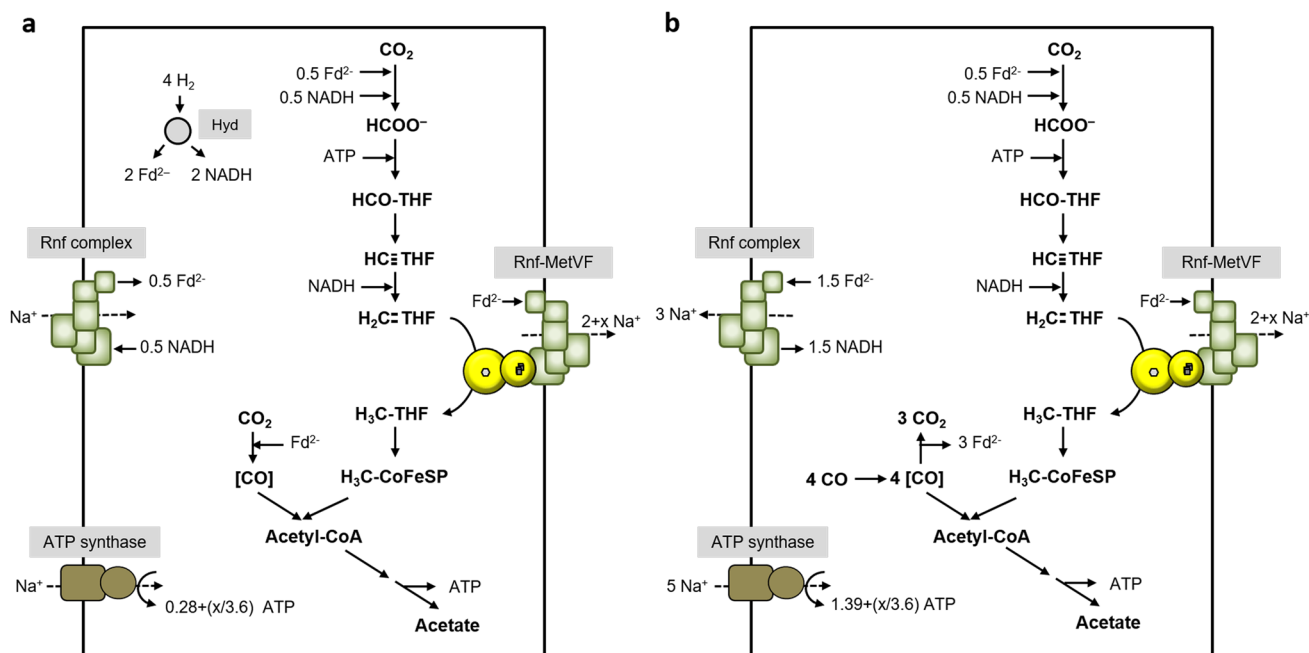 a
CO₂
0.5 Fd²⁻
0.5 NADH
4 H₂
Hyd
2 Fd²⁻ 2 NADH
HCOO⁻
ATP
HCO-THF
Rnf complex
HC≡THF
Rnf-MetVF
0.5 Fd²⁻
NADH
Fd²⁻
Na⁺
H₂C=THF
2+x Na⁺
0.5 NADH
CO₂
H₃C-THF
Fd²⁻
[CO]
H₃C-CoFeSP
Acetyl-CoA
ATP synthase
Na⁺
ATP
0.28+(x/3.6) ATP
Acetate
b
CO₂
0.5 Fd²⁻
0.5 NADH
HCOO⁻
ATP
HCO-THF
Rnf complex
HC≡THF
Rnf-MetVF
1.5 Fd²⁻
NADH
Fd²⁻
3 Na⁺
H₂C=THF
2+x Na⁺
1.5 NADH
3 CO₂
H₃C-THF
3 Fd²⁻
4 CO
4 [CO]
H₃C-CoFeSP
Acetyl-CoA
ATP synthase
5 Na⁺
ATP
1.39+(x/3.6) ATP
Acetate